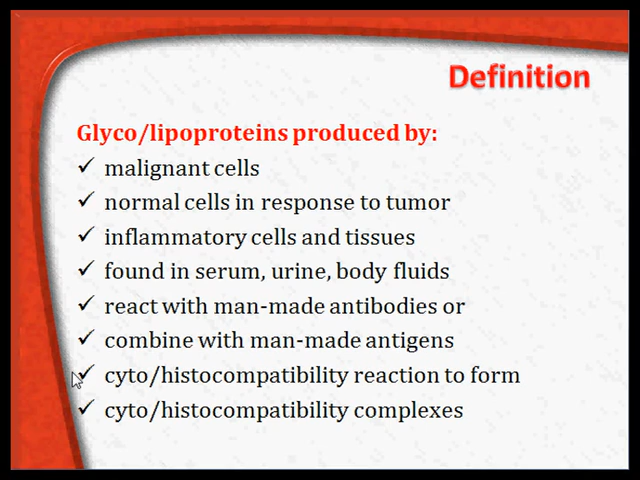 Definition
Glyco/lipoproteins produced by:
✓ malignant cells
✓ normal cells in response to tumor
✓ inflammatory cells and tissues
✓ found in serum, urine, body fluids
✓ react with man-made antibodies or
✓ combine with man-made antigens
✓ cyto/histocompatibility reaction to form
✓ cyto/histocompatibility complexes